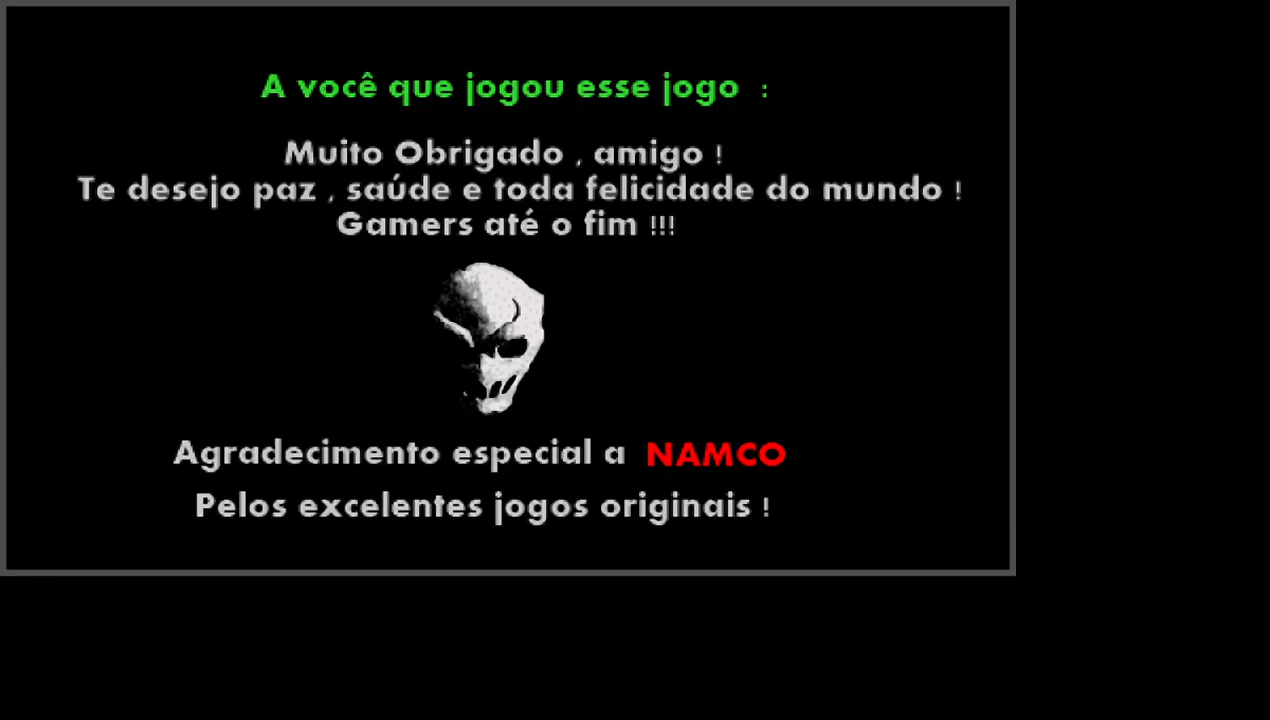 A você que jogou esse jogo :
Muito Obrigado , amigo !
Te desejo paz , saúde e toda felicidade do mundo !
Gamers até o fim !!!
Agradecimento especial a NAMCO
Pelos excelentes jogos originais !